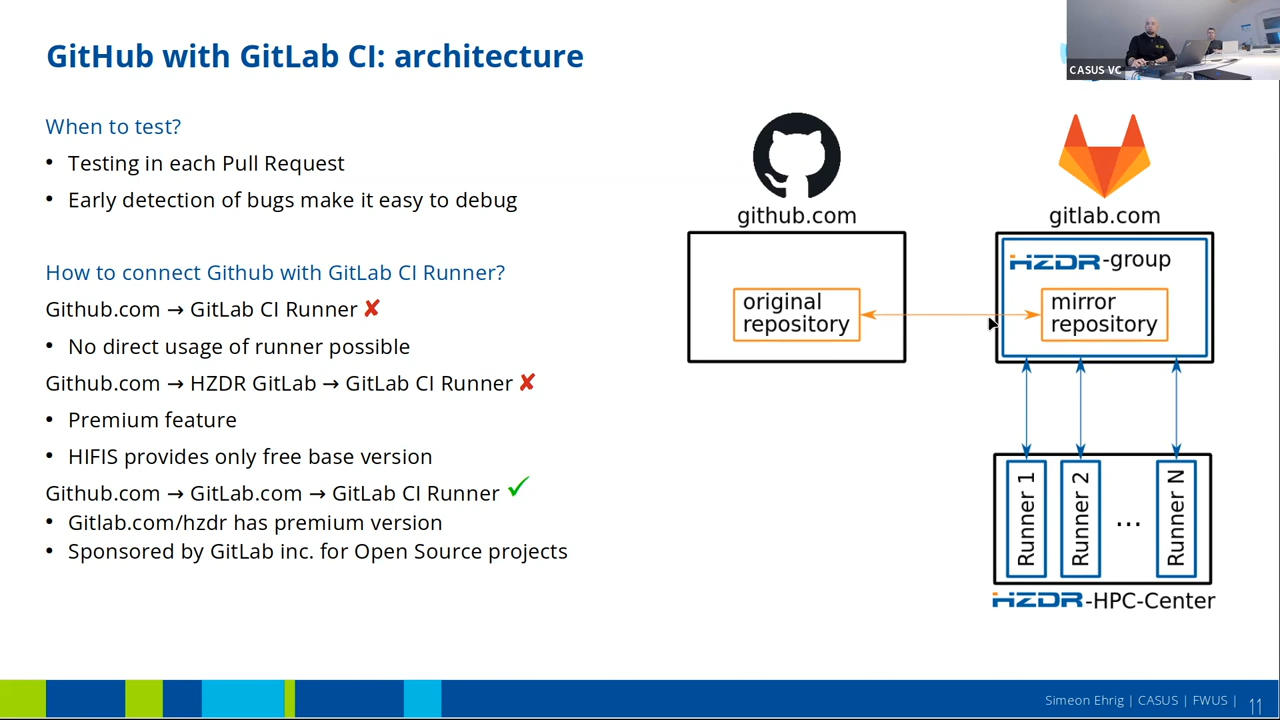 GitHub with GitLab CI: architecture
CASUS VC
When to test?
• Testing in each Pull Request
• Early detection of bugs make it easy to debug
How to connect Github with GitLab CI Runner?
Github.com → GitLab CI Runner ✘
• No direct usage of runner possible
Github.com → HZDR GitLab → GitLab CI Runner ✘
• Premium feature
• HIFIS provides only free base version
Github.com → GitLab.com → GitLab CI Runner ✓
• Gitlab.com/hzdr has premium version
• Sponsored by GitLab inc. for Open Source projects
github.com
original
repository
gitlab.com
HZDR-group
mirror
repository
Runner 1
Runner 2
...
Runner N
HZDR-HPC-Center
Simeon Ehrig | CASUS | FWUS | 11